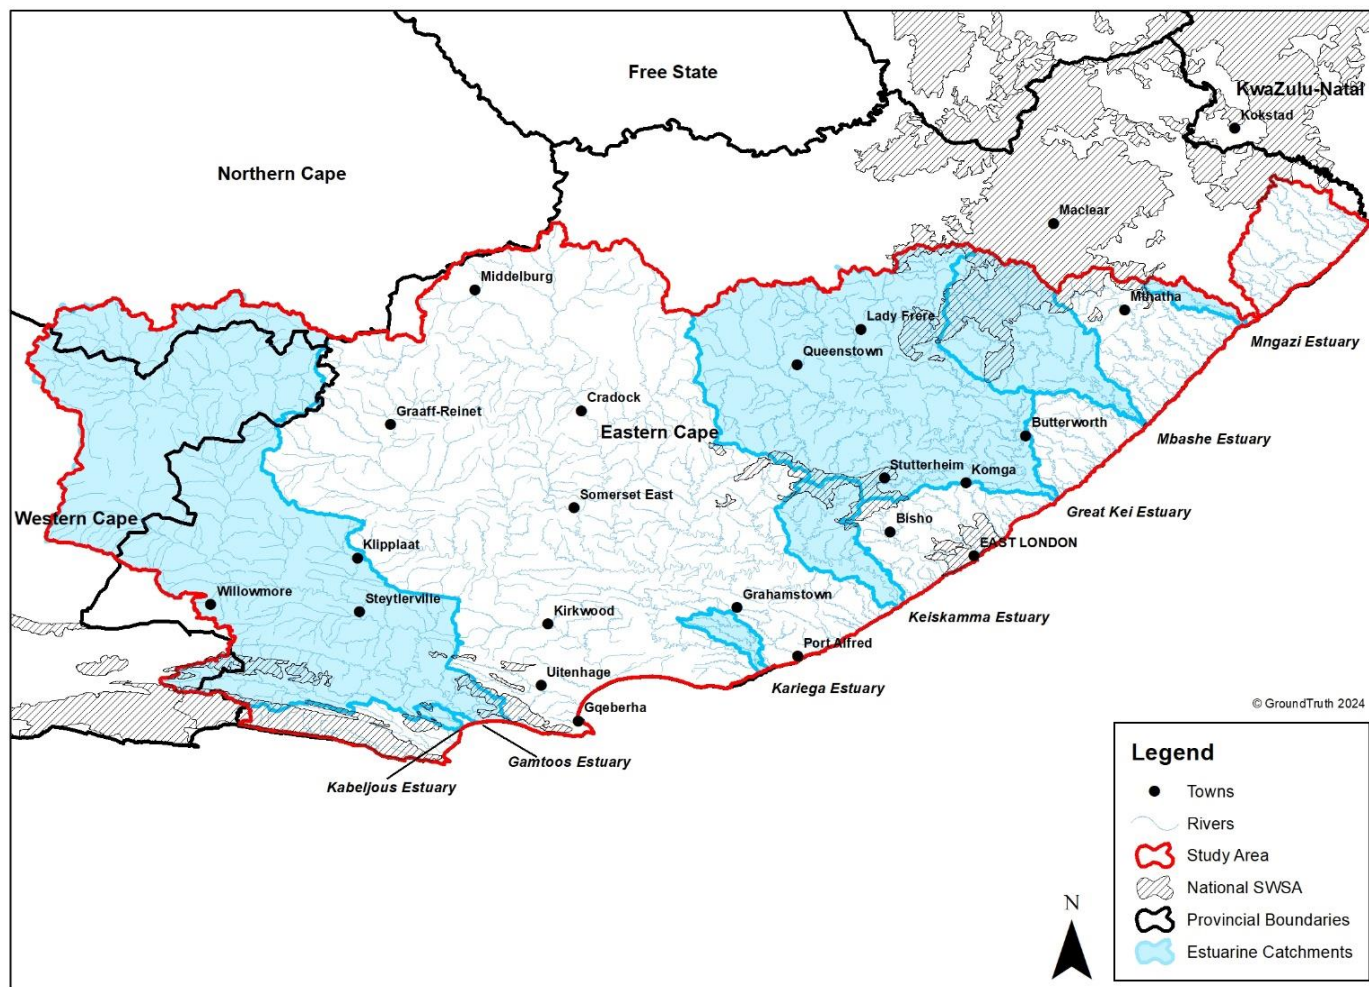 Free State
KwaZulu-Natal
Kokstad
Northern Cape
Maclear
Middelburg
Mthatha
Lady Frere
Mngazi Estuary
Queenstown
Graaff-Reinet
Cradock
Eastern Cape
Butterworth
Mbashe Estuary
Stutterheim
Komga
Somerset East
Great Kei Estuary
Western Cape
Bisho
EAST LONDON
Klipplaat
Willowmore
Steytlerville
Grahamstown
Kirkwood
Keiskamma Estuary
Port Alfred
Uitenhage
Kariega Estuary
Gqeberha
© GroundTruth 2024
Gamtoos Estuary
Kabeljous Estuary
Legend
Towns
Rivers
Study Area
National SWSA
Provincial Boundaries
Estuarine Catchments
N